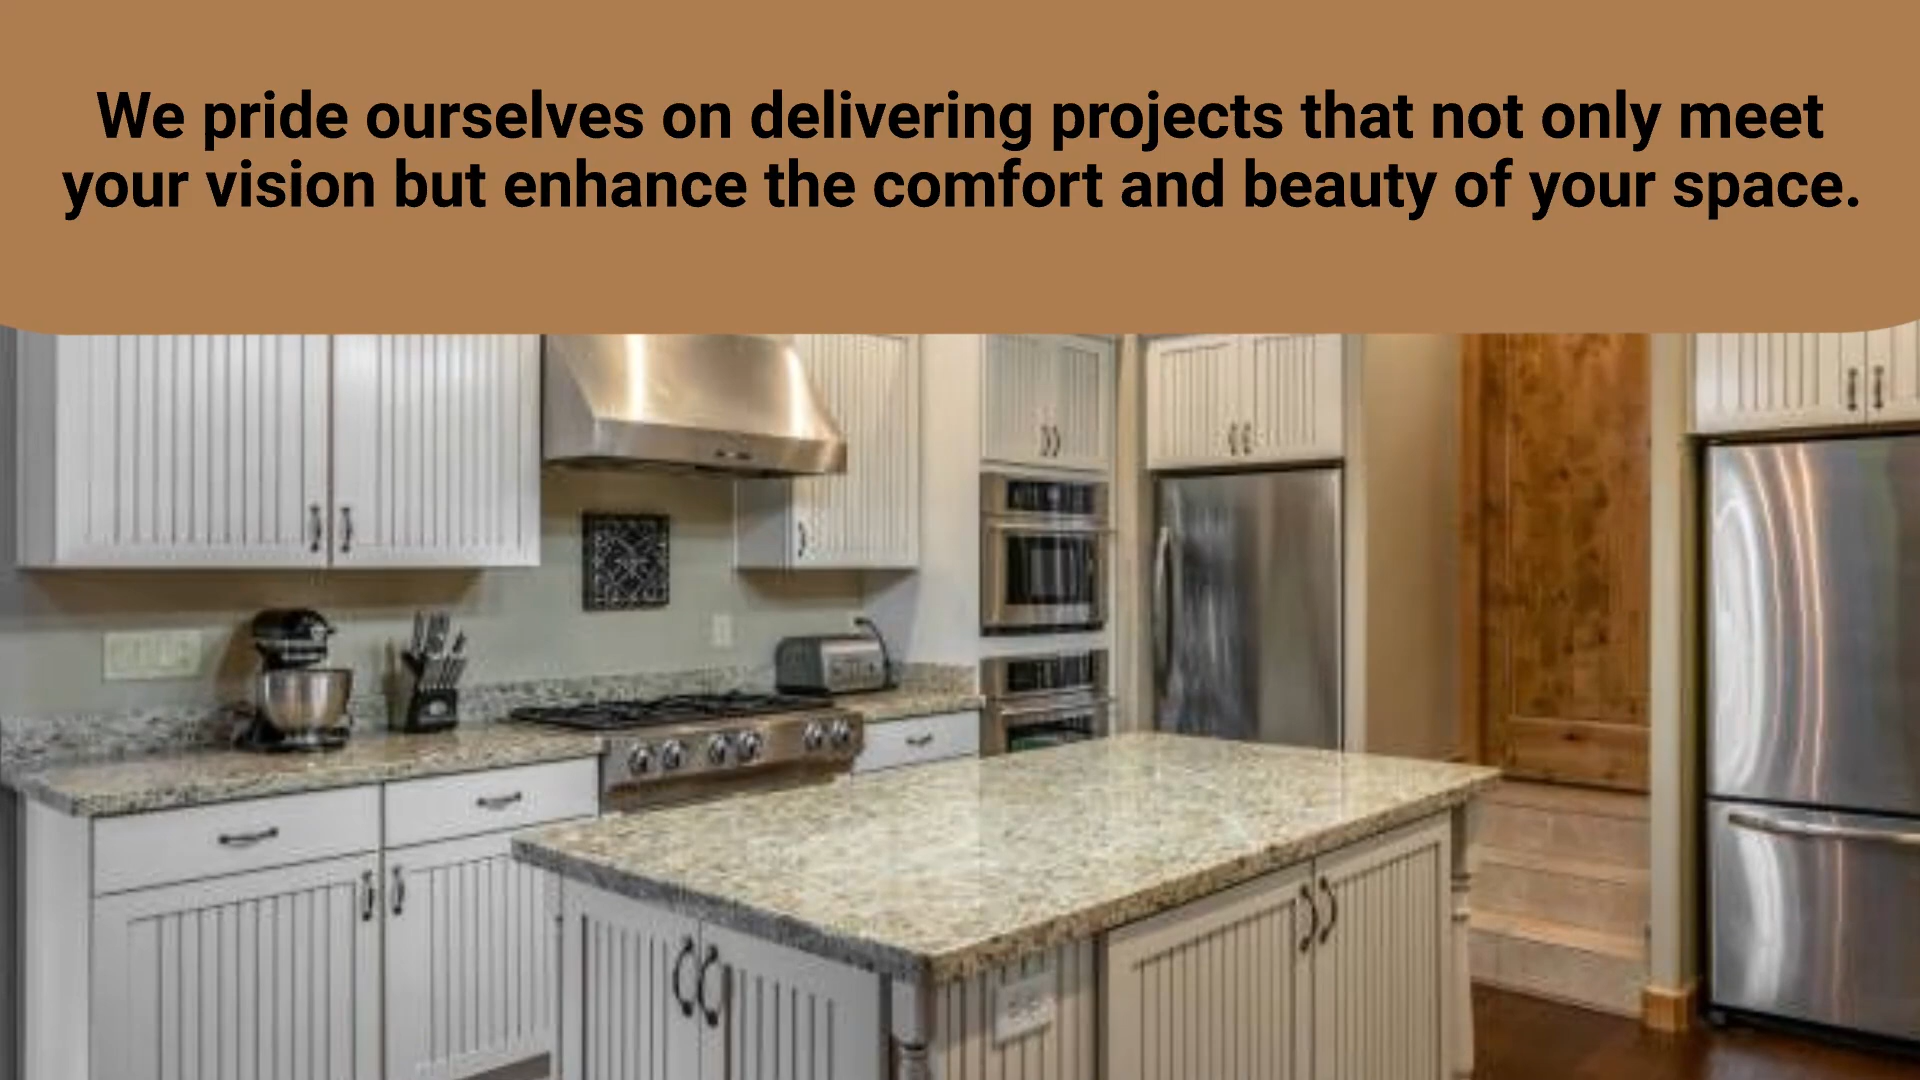 We pride ourselves on delivering projects that not only meet
your vision but enhance the comfort and beauty of your space.